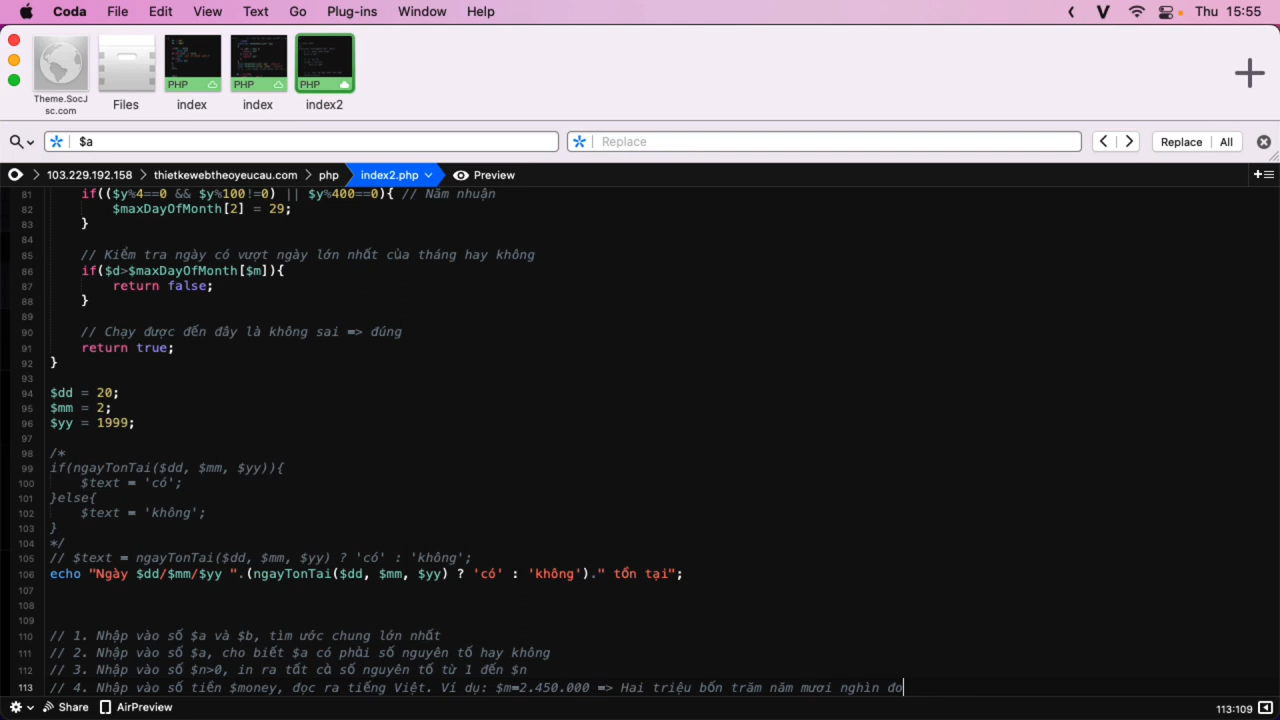 Coda File Edit View Text Go Plug-ins Window Help Thu 15:55
PHP PHP PHP
Theme.SocJ
sc.com
Files index index index2
$a Replace Replace All
103.229.192.158 thietkewebtheoyeucau.com php index2.php Preview
81 if(($y%4==0 && $y%100!=0) || $y%400==0){ // Năm nhuận
82 $maxDayOfMonth[2] = 29;
83 }
84
85 // Kiểm tra ngày có vượt ngày lớn nhất của tháng hay không
86 if($d>$maxDayOfMonth[$m]){
87 return false;
88 }
89
90 // Chạy được đến đây là không sai => đúng
91 return true;
92 }
93
94 $dd = 20;
95 $mm = 2;
96 $yy = 1999;
97
98 /*
99 if(ngayTonTai($dd, $mm, $yy)){
100 $text = 'có';
101 }else{
102 $text = 'không';
103 }
104 */
105 // $text = ngayTonTai($dd, $mm, $yy) ? 'có' : 'không';
106 echo "Ngày $dd/$mm/$yy ".(ngayTonTai($dd, $mm, $yy) ? 'có' : 'không')." tồn tại";
107
108
109
110 // 1. Nhập vào số $a và $b, tìm ước chung lớn nhất
111 // 2. Nhập vào số $a, cho biết $a có phải số nguyên tố hay không
112 // 3. Nhập vào số $n>0, in ra tất cả số nguyên tố từ 1 đến $n
113 // 4. Nhập vào số tiền $money, đọc ra tiếng Việt. Ví dụ: $m=2.450.000 => Hai triệu bốn trăm năm mươi nghìn đo
Share AirPreview 113:109